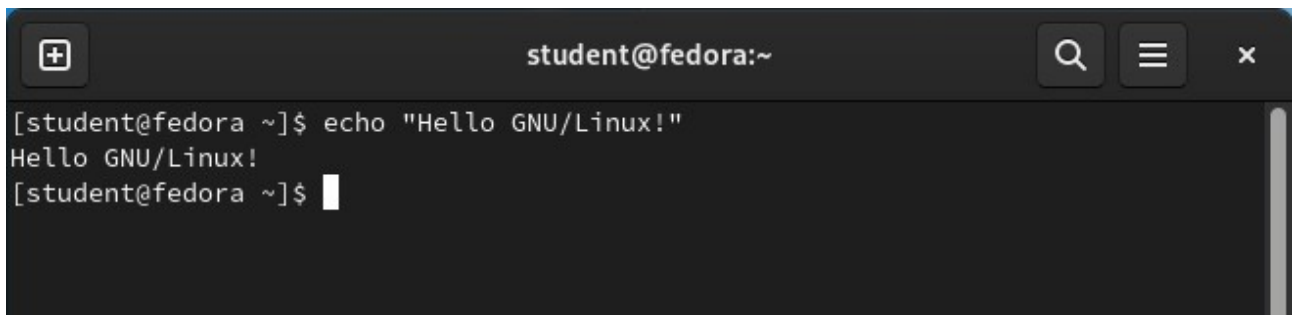 student@fedora:~
[student@fedora ~]$ echo "Hello GNU/Linux!"
Hello GNU/Linux!
[student@fedora ~]$